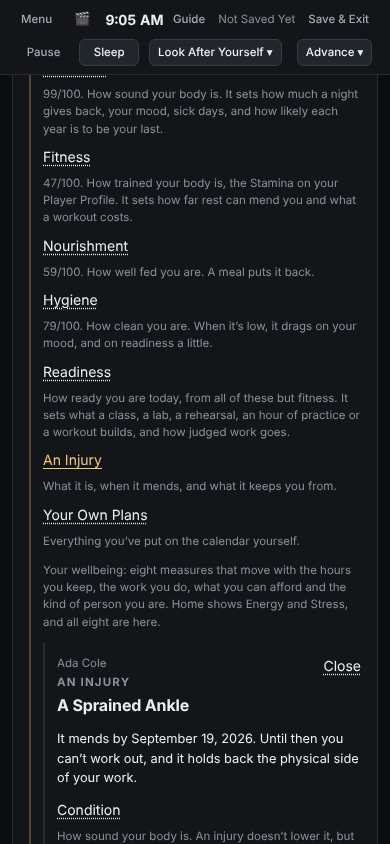 Menu 🎬 9:05 AM Guide Not Saved Yet Save & Exit
Pause Sleep Look After Yourself ▾ Advance ▾
99/100. How sound your body is. It sets how much a night
gives back, your mood, sick days, and how likely each
year is to be your last.
Fitness
47/100. How trained your body is, the Stamina on your
Player Profile. It sets how far rest can mend you and what
a workout costs.
Nourishment
59/100. How well fed you are. A meal puts it back.
Hygiene
79/100. How clean you are. When it’s low, it drags on your
mood, and on readiness a little.
Readiness
How ready you are today, from all of these but fitness. It
sets what a class, a lab, a rehearsal, an hour of practice or
a workout builds, and how judged work goes.
An Injury
What it is, when it mends, and what it keeps you from.
Your Own Plans
Everything you’ve put on the calendar yourself.
Your wellbeing: eight measures that move with the hours
you keep, the work you do, what you can afford and the
kind of person you are. Home shows Energy and Stress,
and all eight are here.
Ada Cole
Close
AN INJURY
A Sprained Ankle
It mends by September 19, 2026. Until then you
can’t work out, and it holds back the physical side
of your work.
Condition
How sound your body is. An injury doesn’t lower it, but